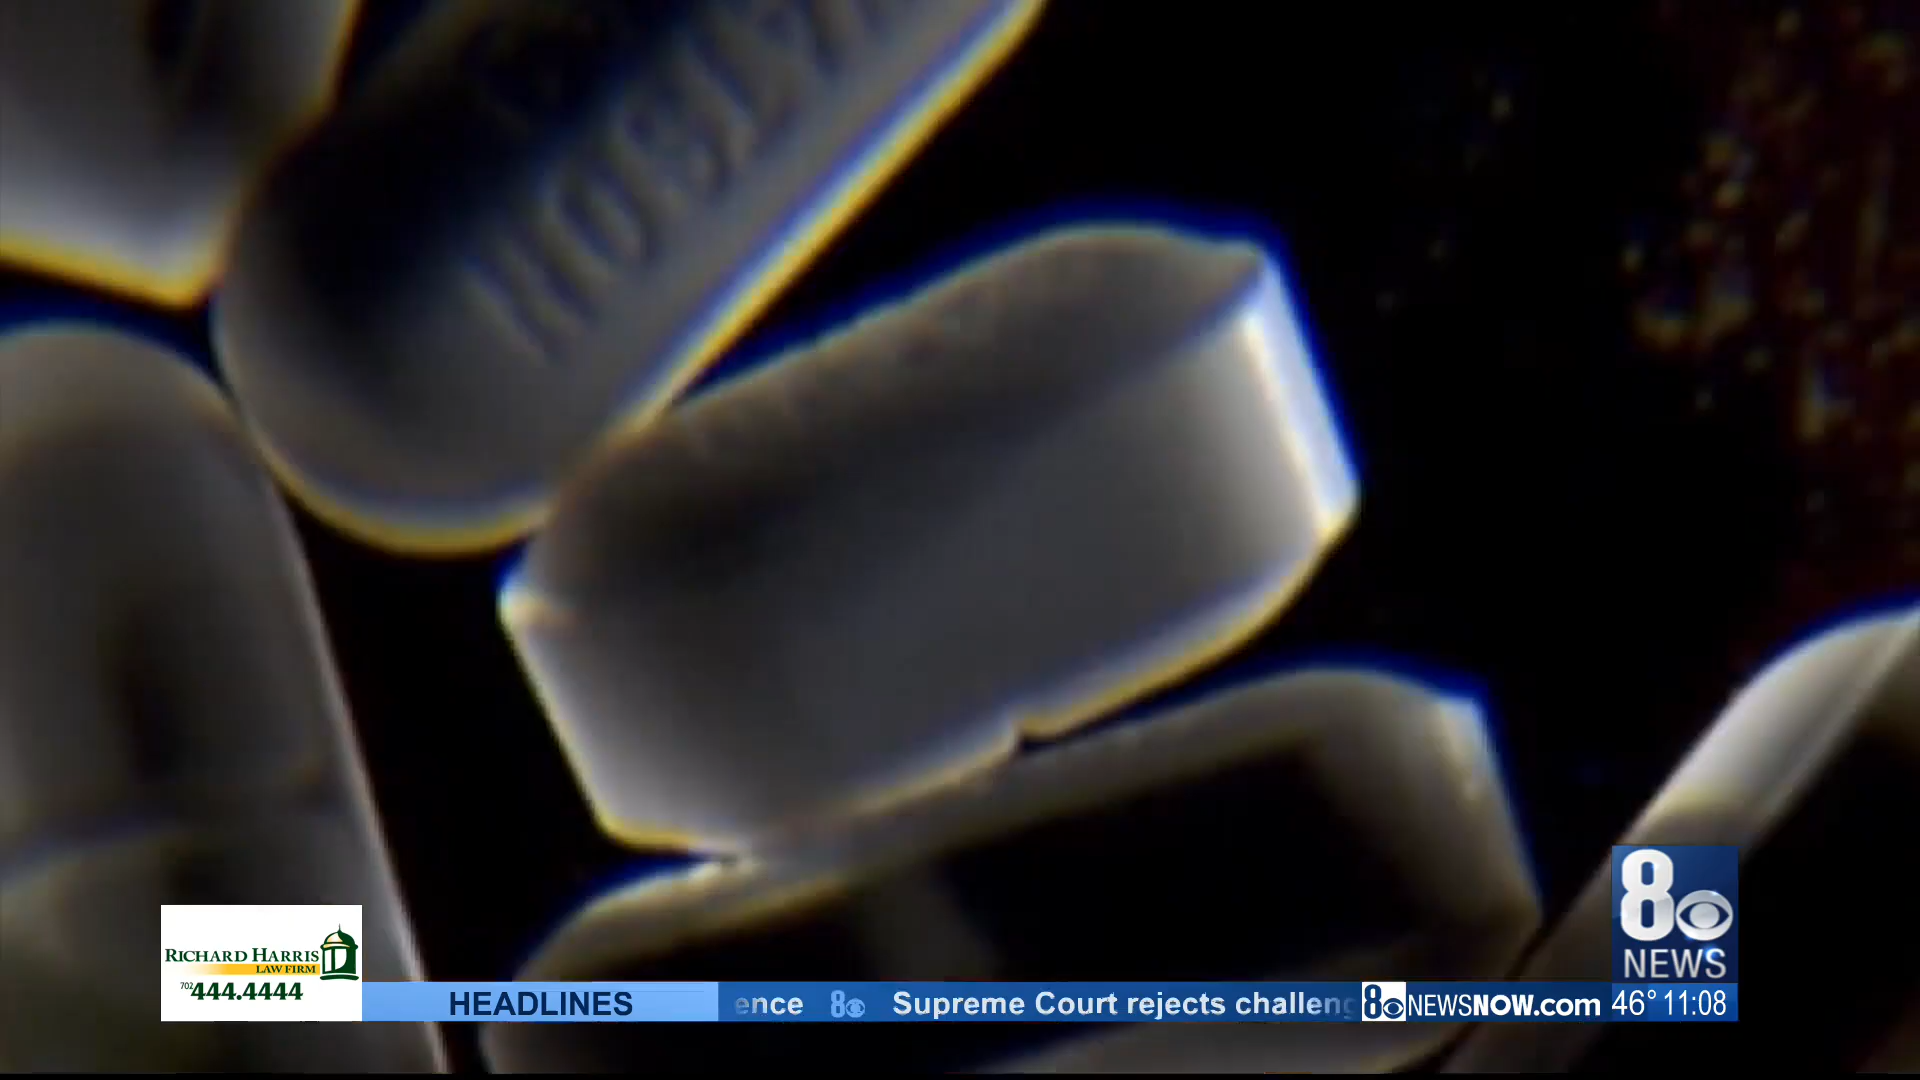 RICHARD HARRIS
LAW FIRM
702 444.4444
HEADLINES
ence 8 Supreme Court rejects challeng
8 NEWSNOW.com 46° 11:08
8
NEWS